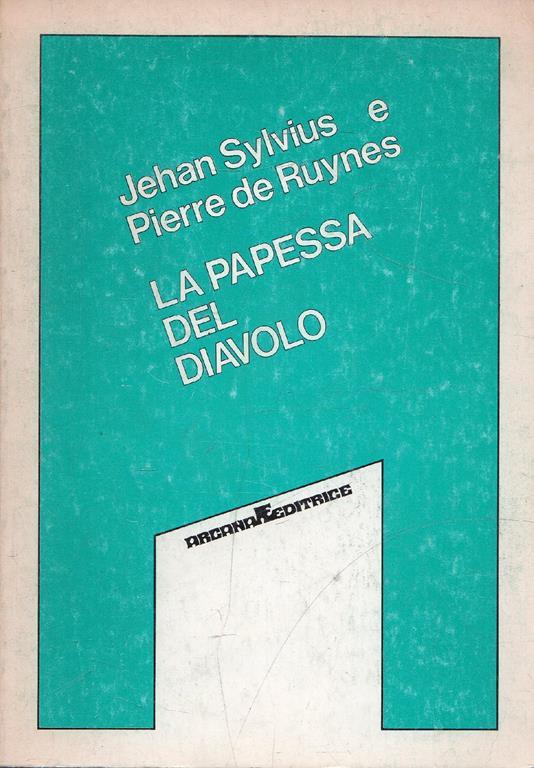 Jehan Sylvius e
Pierre de Ruynes
LA PAPESSA
DEL
DIAVOLO
ARCANA EDITRICE